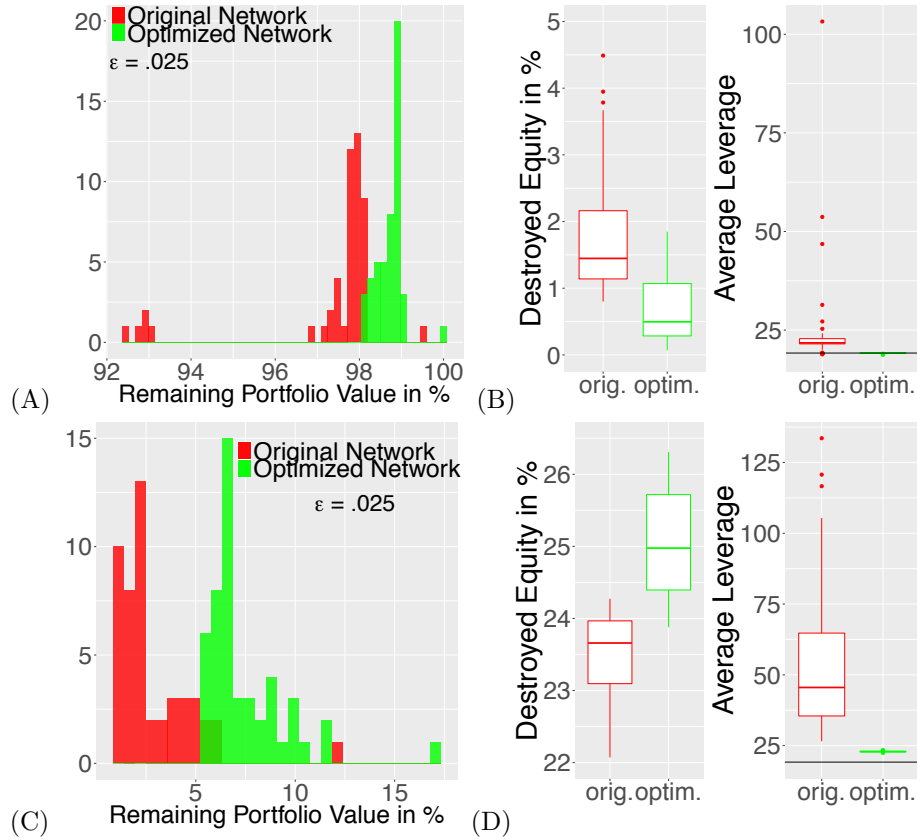 20
15
10
5
0
Original Network
Optimized Network
ε = .025
92
94
96
98
100
Remaining Portfolio Value in %
(A)
Destroyed Equity in %
5
4
3
2
1
0
orig.
optim.
Average Leverage
100
75
50
25
orig.
optim.
(B)
15
10
5
0
Original Network
Optimized Network
ε = .025
5
10
15
Remaining Portfolio Value in %
(C)
Destroyed Equity in %
26
25
24
23
22
orig.
optim.
Average Leverage
125
100
75
50
25
orig.
optim.
(D)